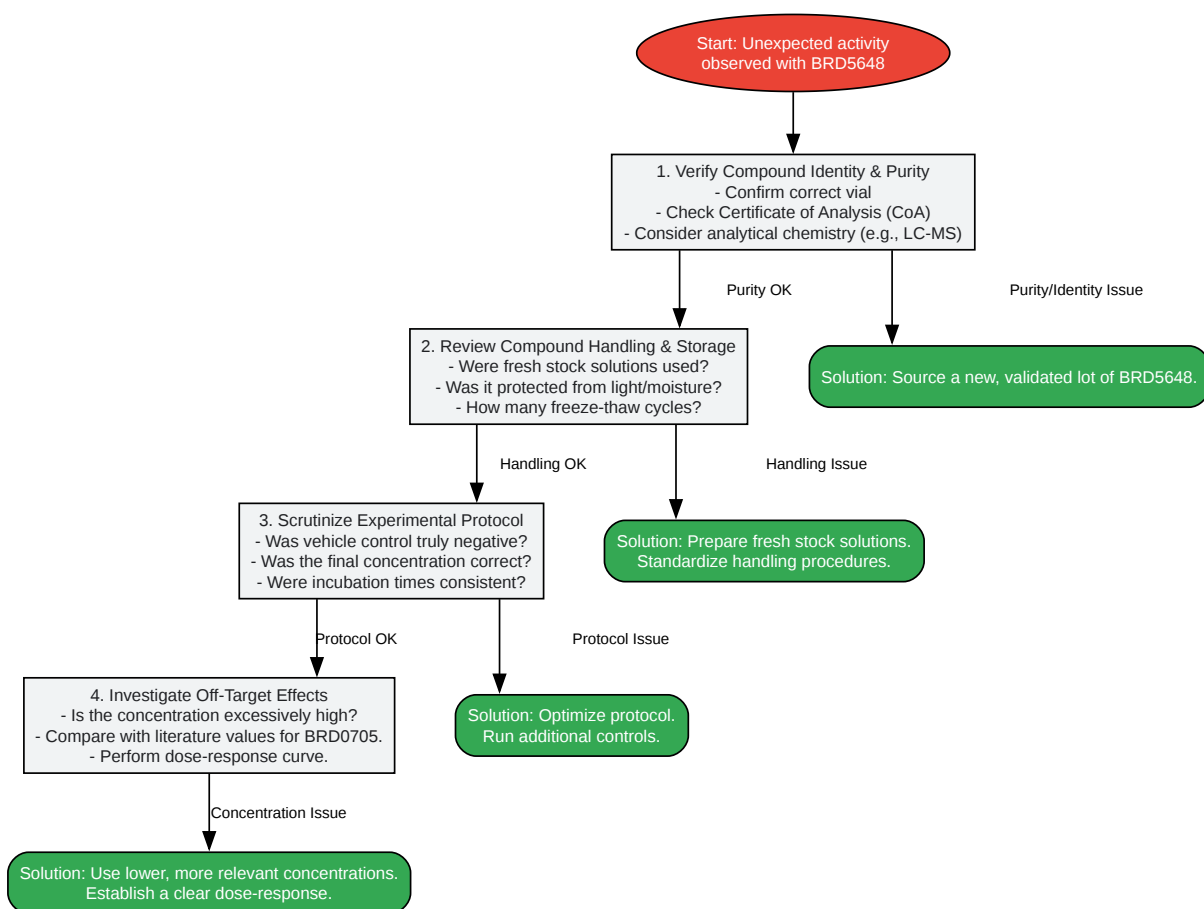 Start: Unexpected activity
observed with BRD5648
1. Verify Compound Identity & Purity
- Confirm correct vial
- Check Certificate of Analysis (CoA)
- Consider analytical chemistry (e.g., LC-MS)
Purity OK
Purity/Identity Issue
2. Review Compound Handling & Storage
- Were fresh stock solutions used?
- Was it protected from light/moisture?
- How many freeze-thaw cycles?
Solution: Source a new, validated lot of BRD5648.
Handling OK
Handling Issue
3. Scrutinize Experimental Protocol
- Was vehicle control truly negative?
- Was the final concentration correct?
- Were incubation times consistent?
Solution: Prepare fresh stock solutions.
Standardize handling procedures.
Protocol OK
Protocol Issue
4. Investigate Off-Target Effects
- Is the concentration excessively high?
- Compare with literature values for BRD0705.
- Perform dose-response curve.
Solution: Optimize protocol.
Run additional controls.
Concentration Issue
Solution: Use lower, more relevant concentrations.
Establish a clear dose-response.